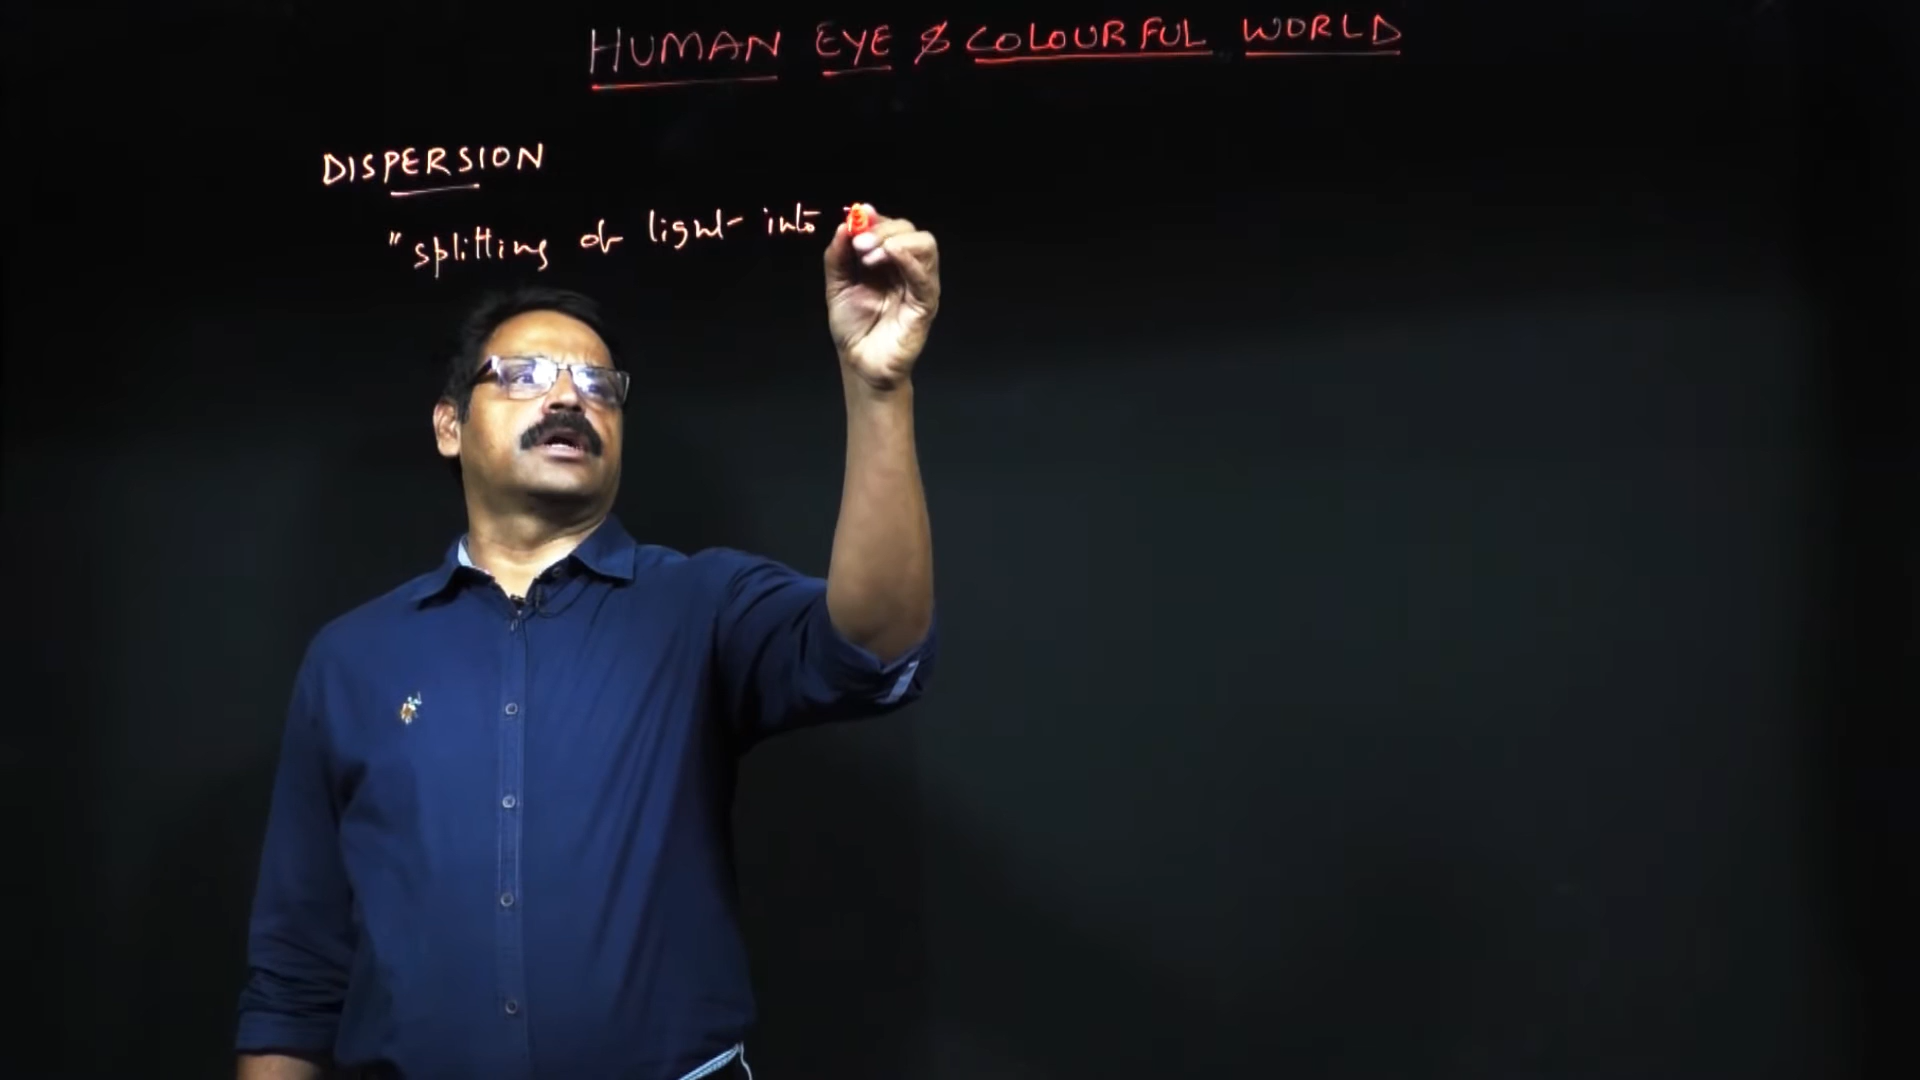 HUMAN EYE & COLOURFUL WORLD
DISPERSION
"splitting of light into